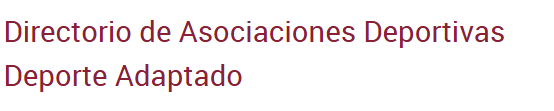 Directorio de Asociaciones Deportivas
Deporte Adaptado